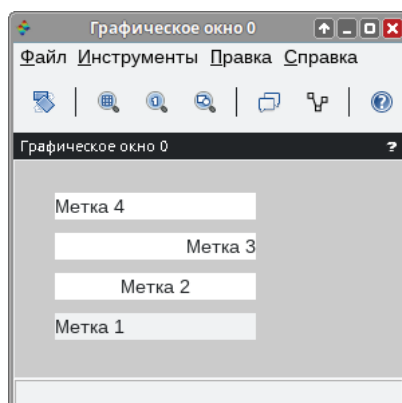 Графическое окно 0
Файл Инструменты Правка Справка
Графическое окно 0 ?
Метка 4
Метка 3
Метка 2
Метка 1